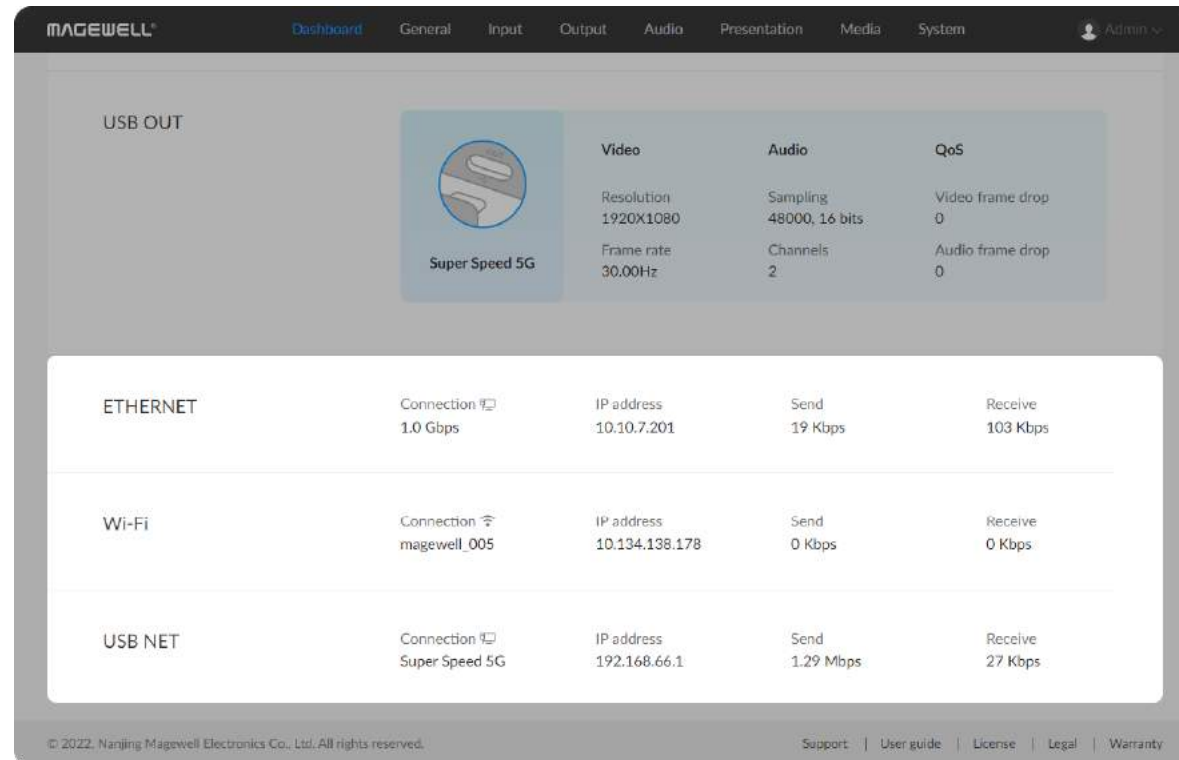 MAGEWELL®
Dashboard General Input Output Audio Presentation Media System Admin
USB OUT
Super Speed 5G
Video Audio QoS
Resolution Sampling Video frame drop
1920X1080 48000, 16 bits 0
Frame rate Channels Audio frame drop
30.00Hz 2 0
ETHERNET
Connection IP address Send Receive
1.0 Gbps 10.10.7.201 19 Kbps 103 Kbps
Wi-Fi
Connection IP address Send Receive
magewell_005 10.134.138.178 0 Kbps 0 Kbps
USB NET
Connection IP address Send Receive
Super Speed 5G 192.168.66.1 1.29 Mbps 27 Kbps
© 2022, Nanjing Magewell Electronics Co., Ltd. All rights reserved. Support | User guide | License | Legal | Warranty